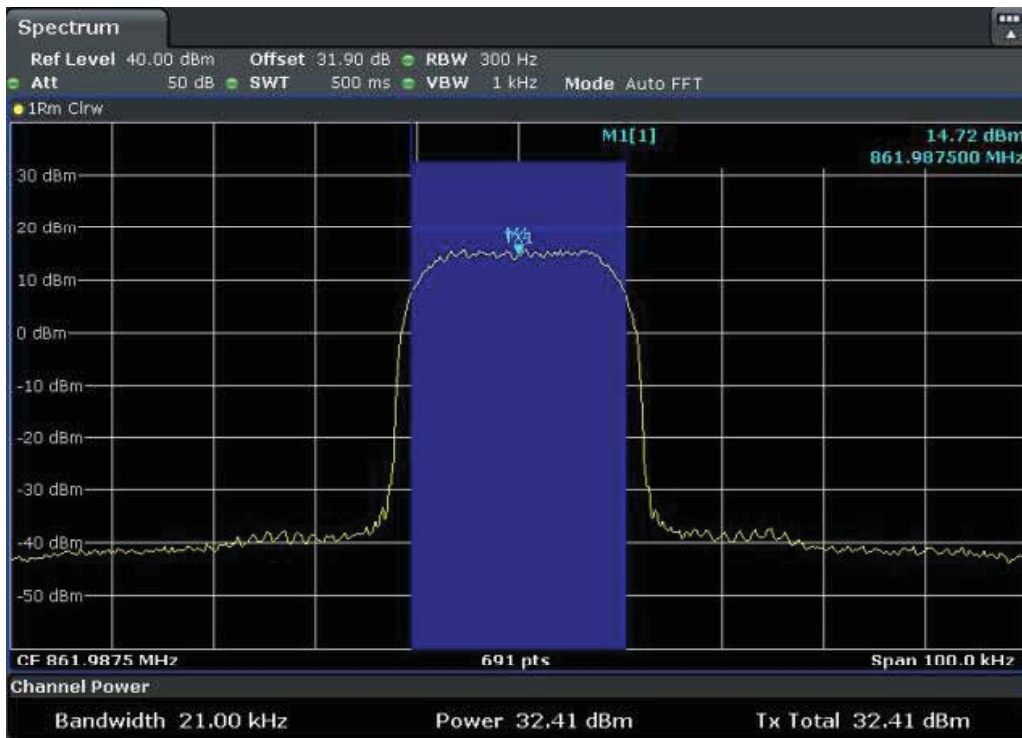 Spectrum
Ref Level 40.00 dBm Offset 31.90 dB RBW 300 Hz
Att 50 dB SWT 500 ms VBW 1 kHz Mode Auto FFT
1Rm Clrw
M1[1] 14.72 dBm
861.987500 MHz
30 dBm
20 dBm
10 dBm
0 dBm
-10 dBm
-20 dBm
-30 dBm
-40 dBm
-50 dBm
CF 861.9875 MHz 691 pts Span 100.0 kHz
Channel Power
Bandwidth 21.00 kHz Power 32.41 dBm Tx Total 32.41 dBm